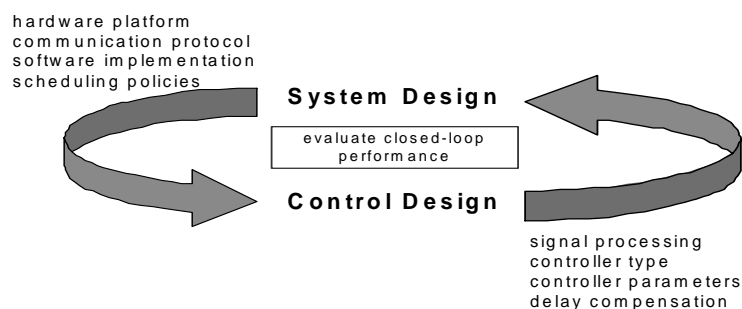 hardware platform
communication protocol
software implementation
scheduling policies
System Design
evaluate closed-loop
performance
Control Design
signal processing
controller type
controller parameters
delay compensation